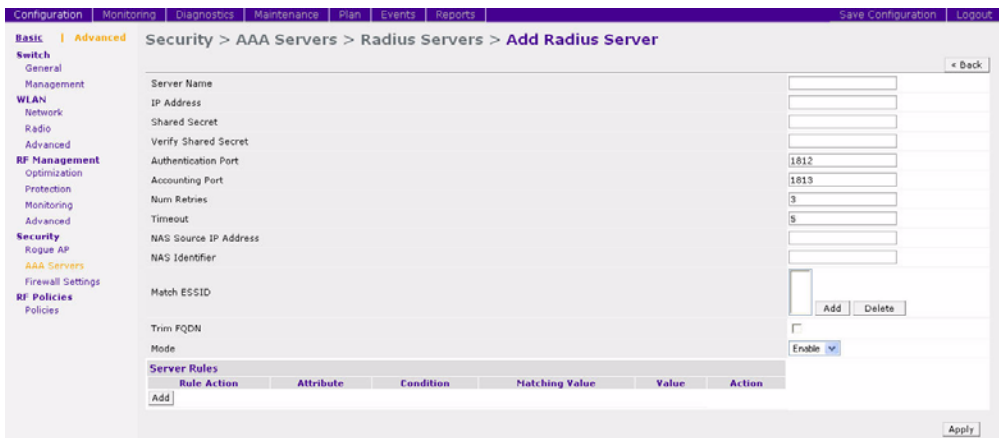 Configuration | Monitoring | Diagnostics | Maintenance | Plan | Events | Reports | Save Configuration | Logout
Basic | Advanced
Security > AAA Servers > Radius Servers > Add Radius Server
< Back
Switch
General
Management
WLAN
Network
Radio
Advanced
RF Management
Optimization
Protection
Monitoring
Advanced
Security
Rogue AP
AAA Servers
Firewall Settings
RF Policies
Policies
Server Name
IP Address
Shared Secret
Verify Shared Secret
Authentication Port 1812
Accounting Port 1813
Num Retries 3
Timeout 5
NAS Source IP Address
NAS Identifier
Match ESSID Add Delete
Trim FQDN
Mode Enable
Server Rules
Rule Action Attribute Condition Matching Value Value Action
Add
Apply